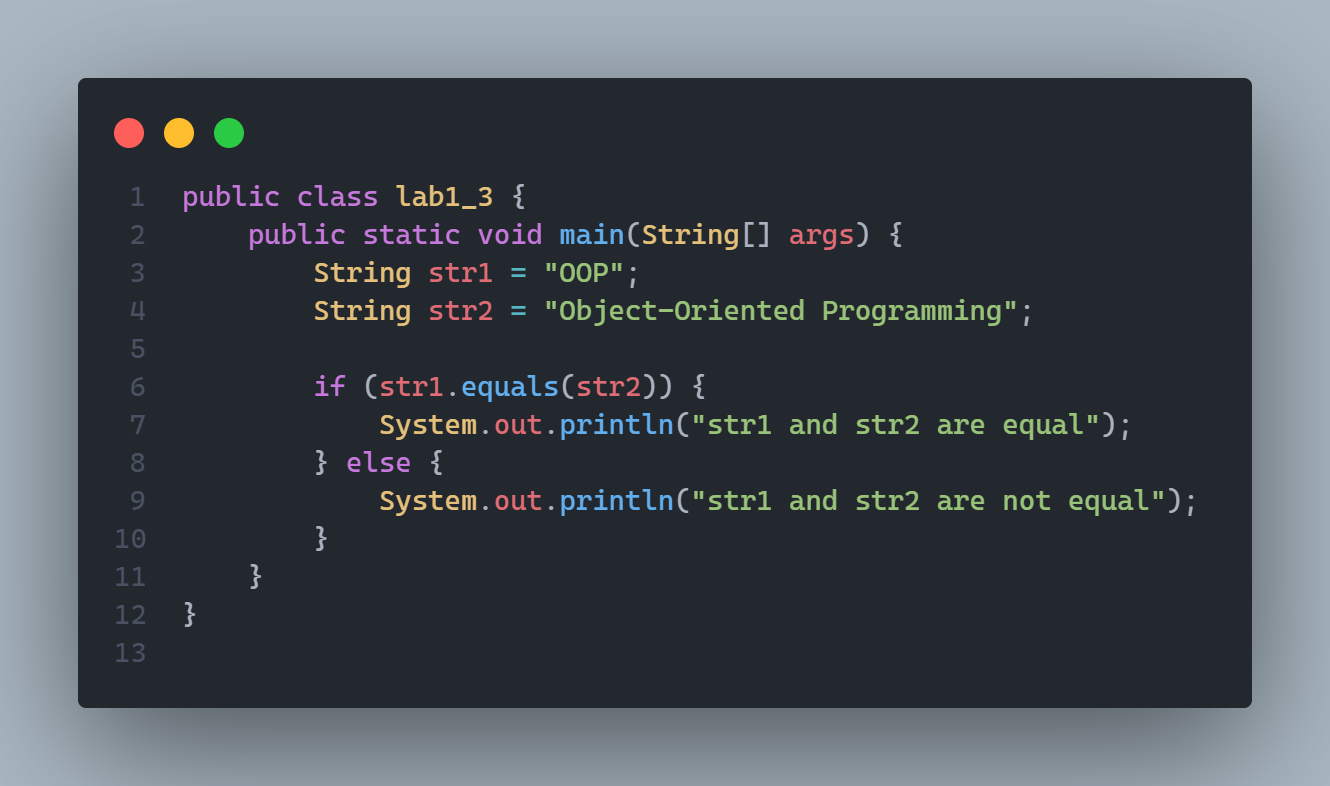 1 public class lab1_3 {
2     public static void main(String[] args) {
3         String str1 = "OOP";
4         String str2 = "Object-Oriented Programming";
5
6         if (str1.equals(str2)) {
7             System.out.println("str1 and str2 are equal");
8         } else {
9             System.out.println("str1 and str2 are not equal");
10         }
11     }
12 }
13